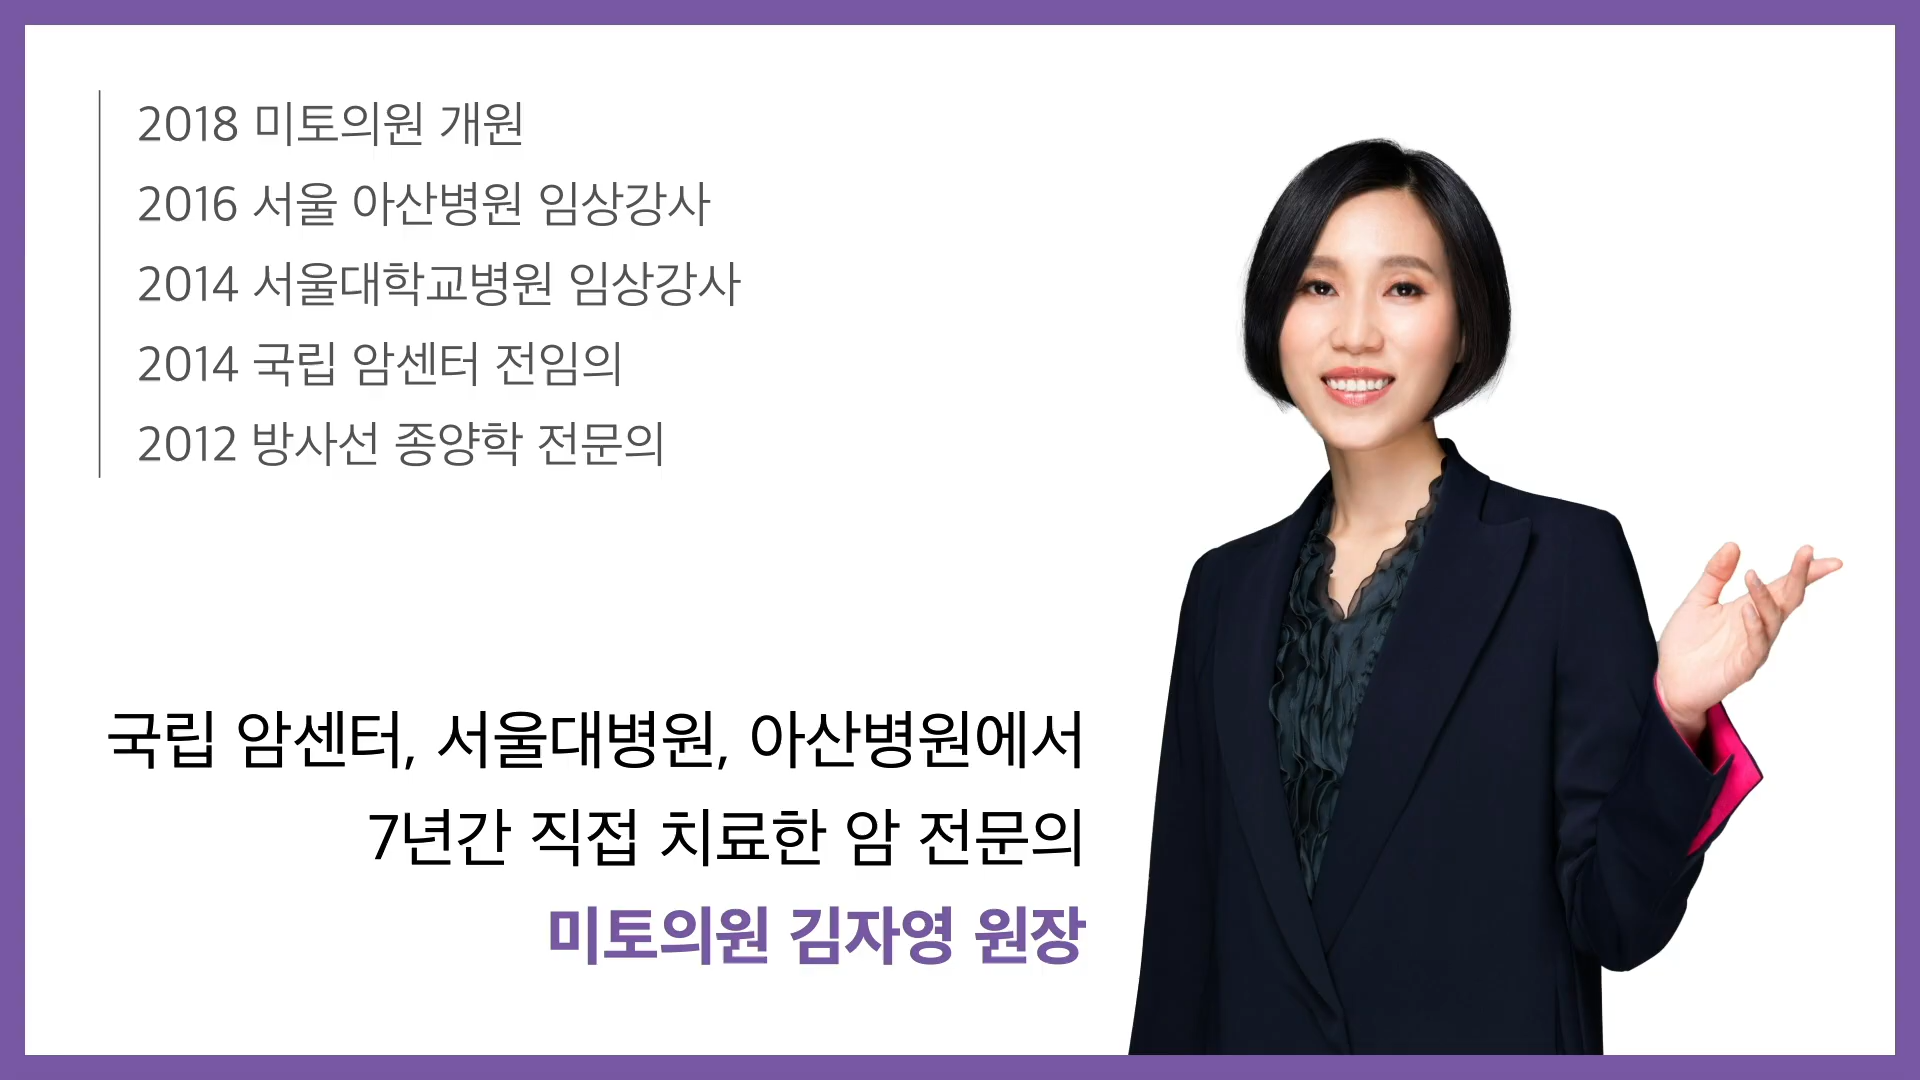 2018 미토의원 개원
2016 서울 아산병원 임상강사
2014 서울대학교병원 임상강사
2014 국립 암센터 전임의
2012 방사선 종양학 전문의
국립 암센터, 서울대병원, 아산병원에서
7년간 직접 치료한 암 전문의
미토의원 김자영 원장